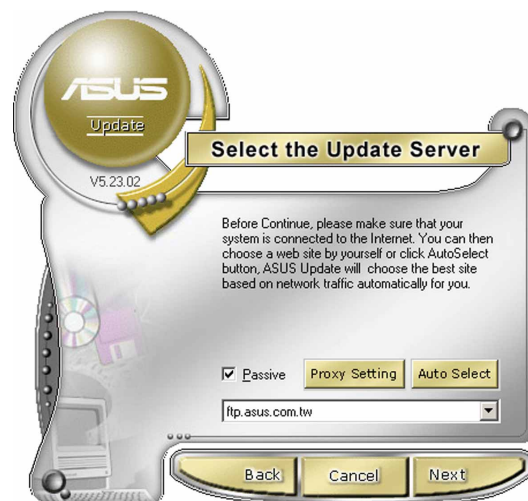 ASUS
Update
V5.23.02
Select the Update Server
Before Continue, please make sure that your
system is connected to the Internet. You can then
choose a web site by yourself or click AutoSelect
button, ASUS Update will choose the best site
based on network traffic automatically for you.
Passive
Proxy Setting
Auto Select
ftp.asus.com.tw
Back
Cancel
Next